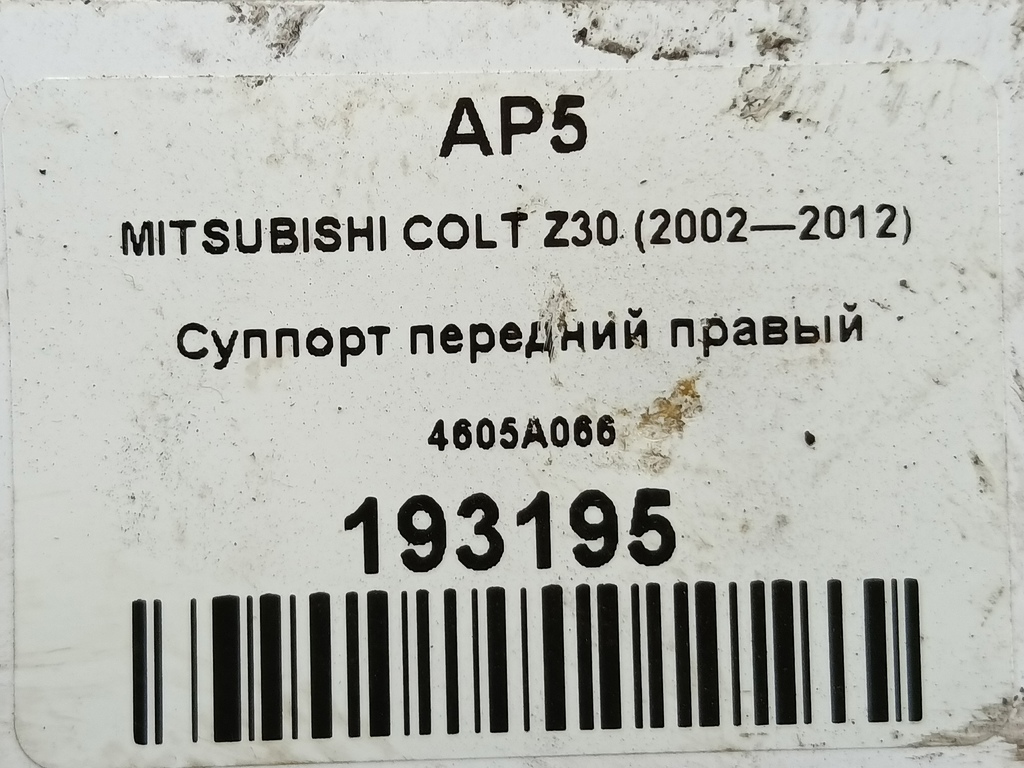 AP5
MITSUBISHI COLT Z30 (2002—2012)
Суппорт передний правый
4605A066
193195